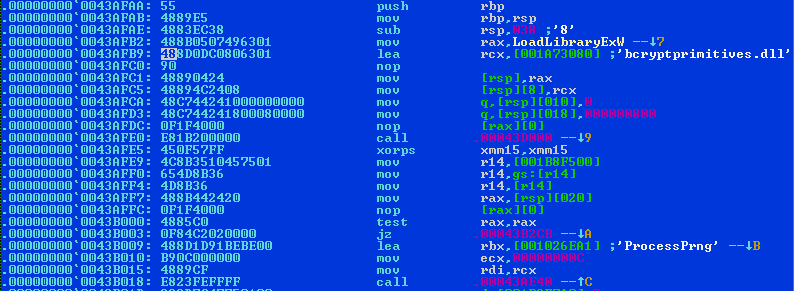 .00000000`0043AFAA: 55 push rbp
.00000000`0043AFAB: 4889E5 mov rbp,rsp
.00000000`0043AFAE: 4883EC38 sub rsp,038 ;'8'
.00000000`0043AFB2: 488B0507496301 mov rax,LoadLibraryExW --↓7
.00000000`0043AFB9: 488D0DC0806301 lea rcx,[001A73080] ;'bcryptprimitives.dll'
.00000000`0043AFC0: 90 nop
.00000000`0043AFC1: 48890424 mov [rsp],rax
.00000000`0043AFC5: 48894C2408 mov [rsp][8],rcx
.00000000`0043AFCA: 48C744241000000000 mov q,[rsp][010],0
.00000000`0043AFD3: 48C744241800080000 mov q,[rsp][018],000000800
.00000000`0043AFDC: 0F1F4000 nop [rax][0]
.00000000`0043AFE0: E81B200000 call .00043D000 --↓9
.00000000`0043AFE5: 450F57FF xorps xmm15,xmm15
.00000000`0043AFE9: 4C8B3510457501 mov r14,[001B8F500]
.00000000`0043AFF0: 654D8B36 mov r14,gs:[r14]
.00000000`0043AFF4: 4D8B36 mov r14,[r14]
.00000000`0043AFF7: 488B442420 mov rax,[rsp][020]
.00000000`0043AFFC: 0F1F4000 nop [rax][0]
.00000000`0043B000: 4885C0 test rax,rax
.00000000`0043B003: 0F84C2020000 jz .00043B2CB --↓A
.00000000`0043B009: 488D1D91BEBE00 lea rbx,[001026EA1] ;'ProcessPrng' --↓B
.00000000`0043B010: B90C000000 mov ecx,00000000C
.00000000`0043B015: 4889CF mov rdi,rcx
.00000000`0043B018: E823FEFFFF call .00043AE40 --↑C